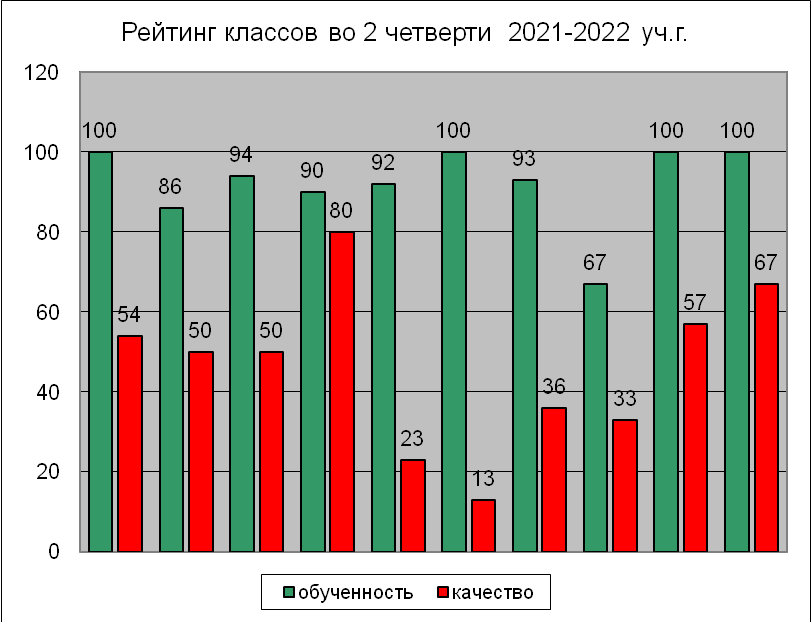 Рейтинг классов во 2 четверти 2021-2022 уч.г.
120
100
80
60
40
20
0
100 86 94 90 92 100 93 67 100 100
54 50 50 80 23 13 36 33 57 67
обученность качество